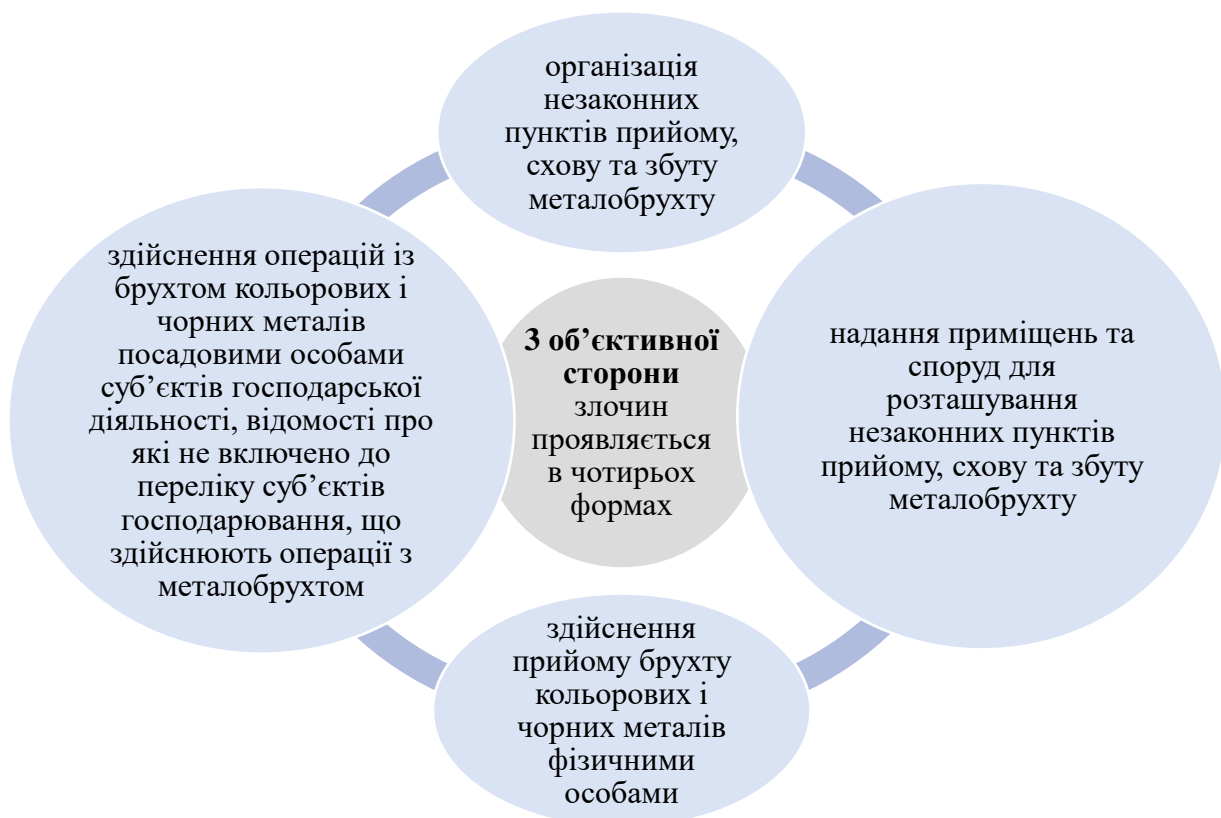 організація
незаконних
пунктів прийому,
схову та збуту
металобрухту
здійснення операцій із
брухтом кольорових і
чорних металів
посадовими особами
суб’єктів господарської
діяльності, відомості про
які не включено до
переліку суб’єктів
господарювання, що
здійснюють операції з
металобрухтом
З об’єктивної
сторони
злочин
проявляється
в чотирьох
формах
надання приміщень та
споруд для
розташування
незаконних пунктів
прийому, схову та збуту
металобрухту
здійснення
прийому брухту
кольорових і
чорних металів
фізичними
особами